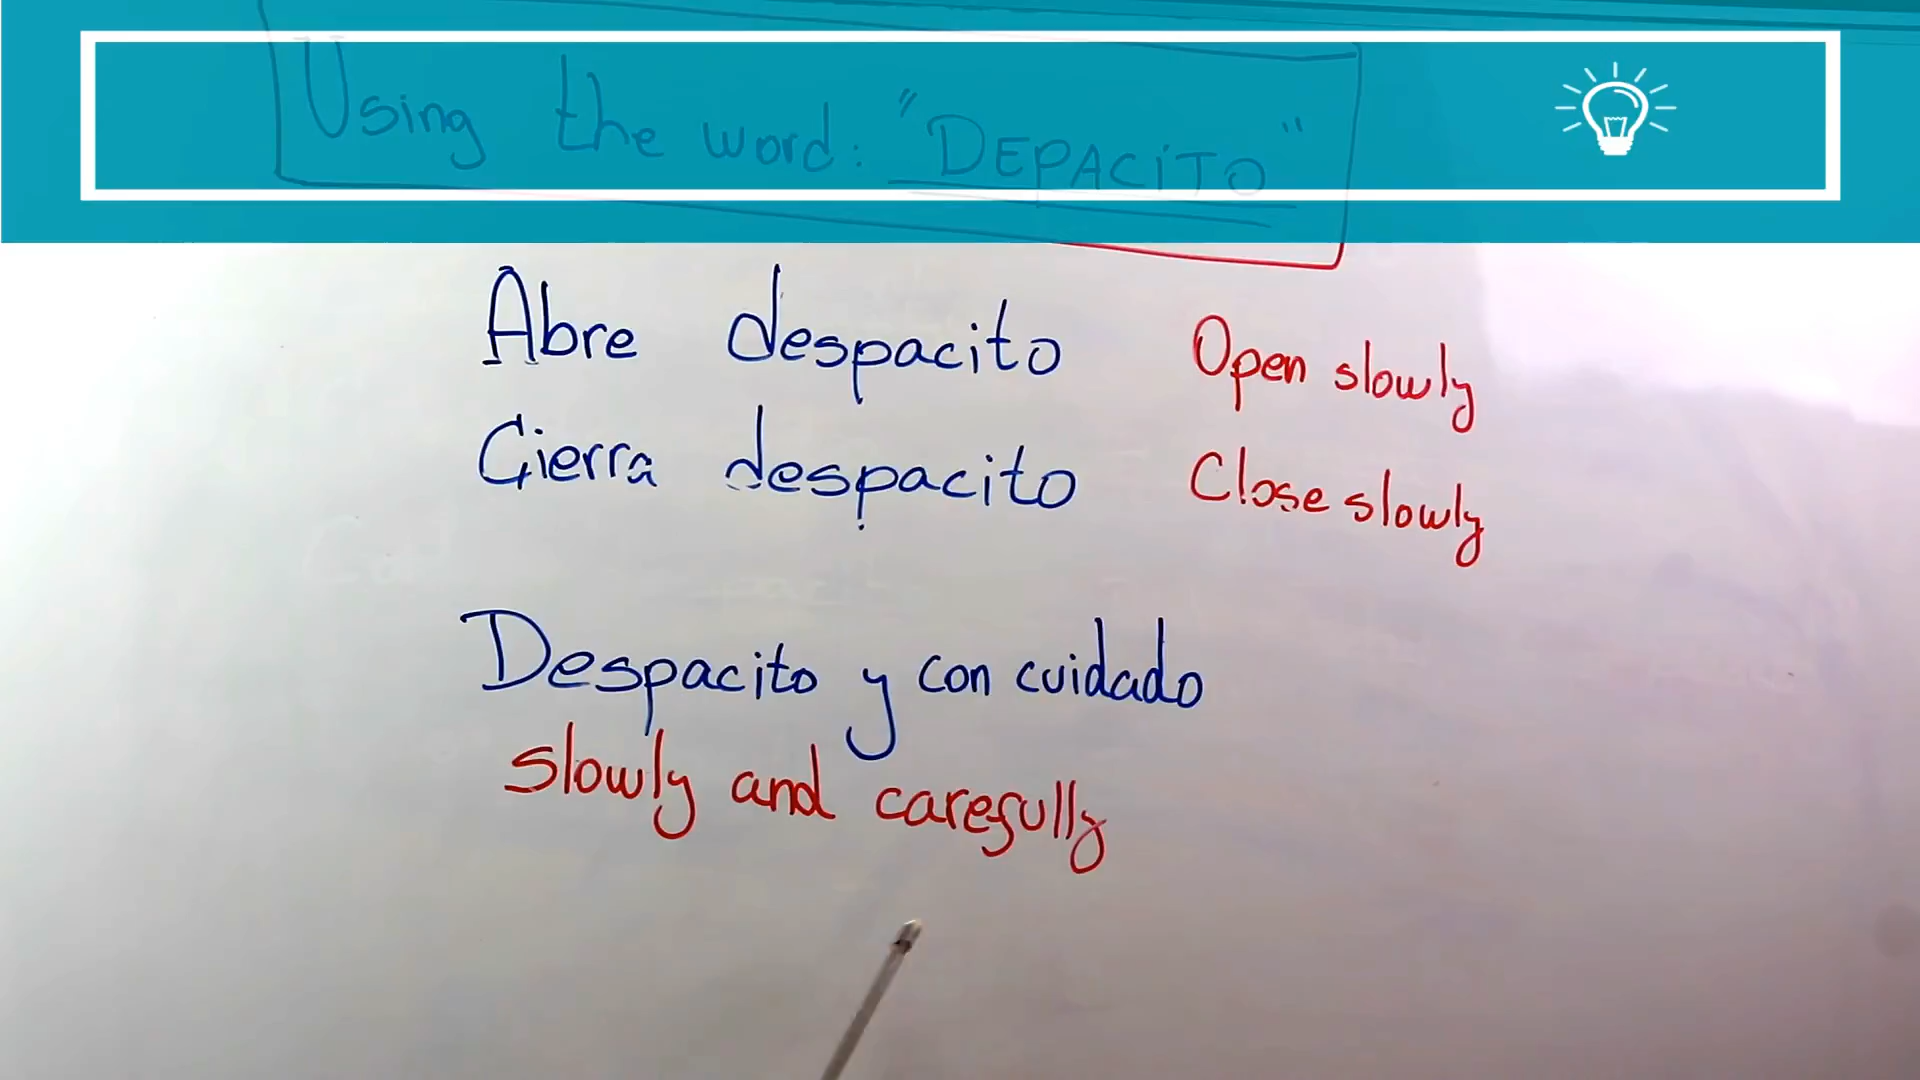 Using the word: "DEPACITO"
Abre despacito Open slowly
Cierra despacito Close slowly
Despacito y con cuidado
slowly and carefully